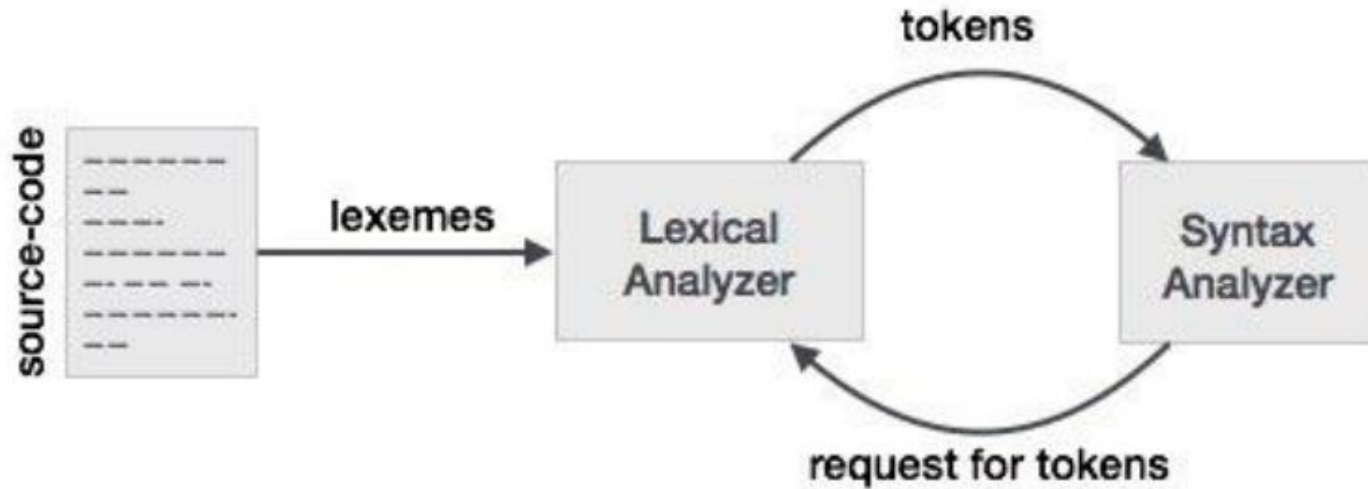 tokens
source-code
lexemes
Lexical
Analyzer
Syntax
Analyzer
request for tokens